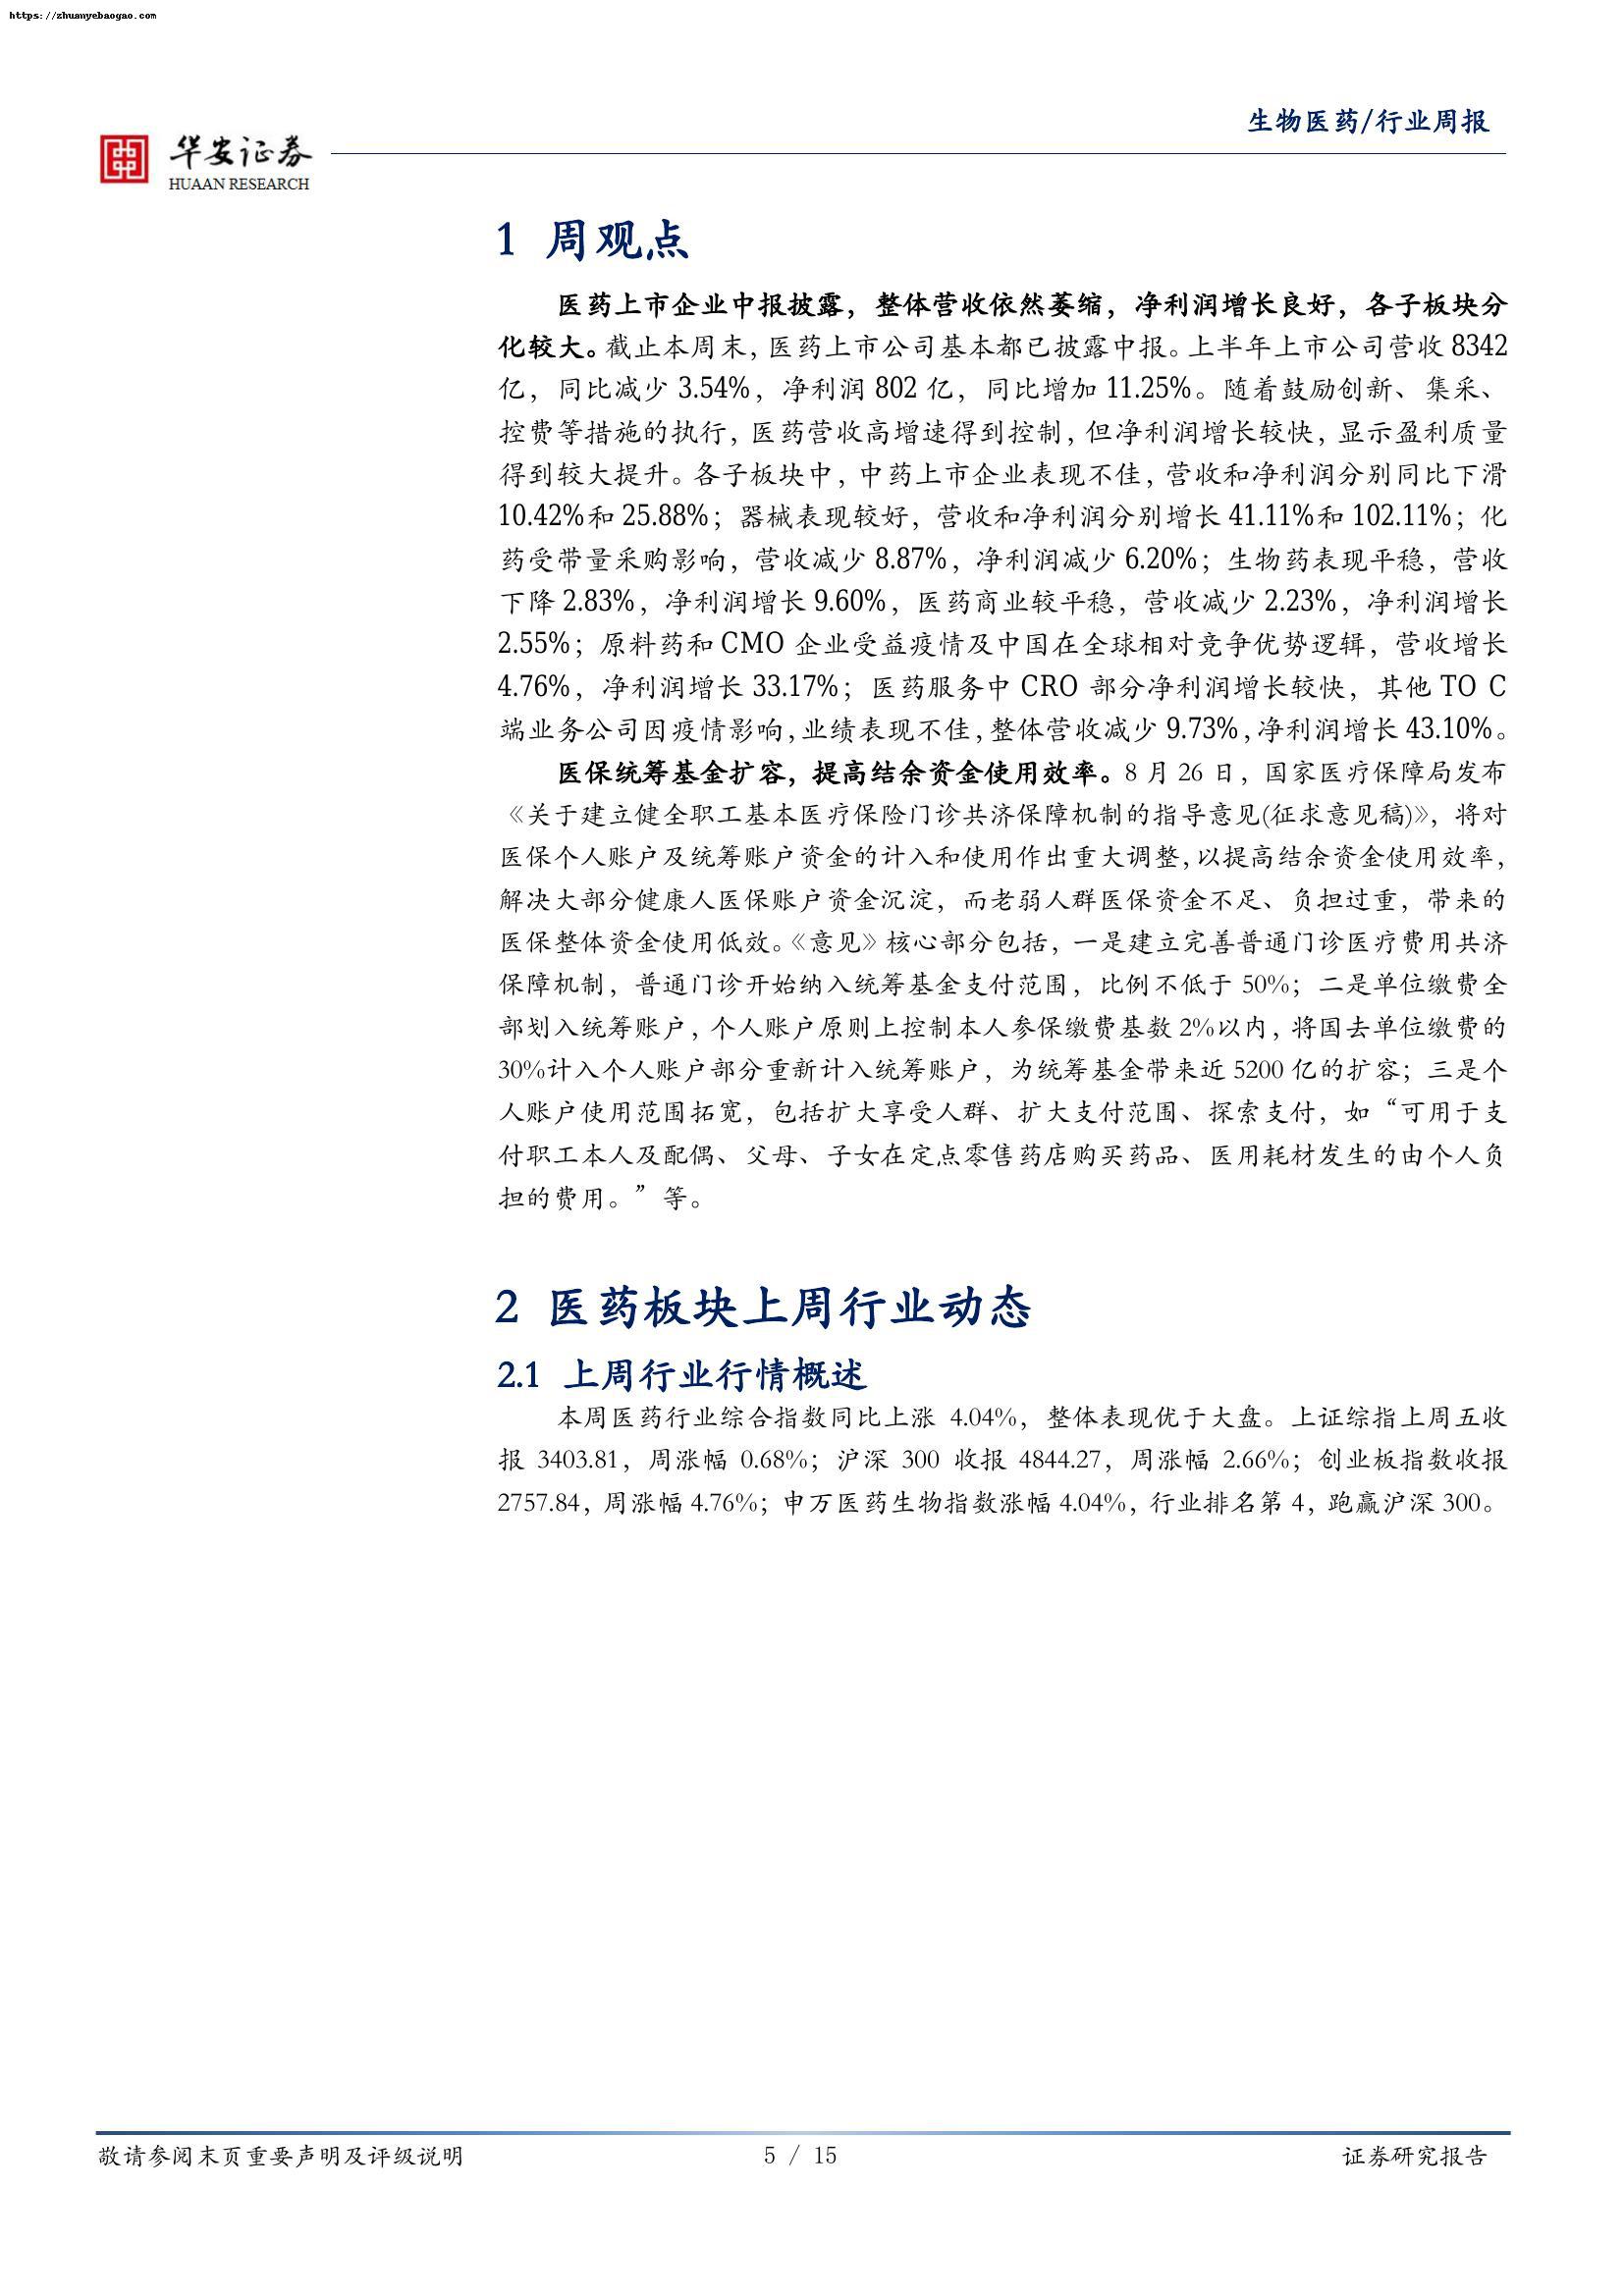 https://zhuanyebaogao.com
生物医药/行业周报
华安证券
HUAAN RESEARCH
1 周观点
医药上市企业中报披露，整体营收依然萎缩，净利润增长良好，各子板块分
化较大。截止本周末，医药上市公司基本都已披露中报。上半年上市公司营收 8342
亿，同比减少 3.54%，净利润 802 亿，同比增加 11.25%。随着鼓励创新、集采、
控费等措施的执行，医药营收高增速得到控制，但净利润增长较快，显示盈利质量
得到较大提升。各子板块中，中药上市企业表现不佳，营收和净利润分别同比下滑
10.42%和 25.88%；器械表现较好，营收和净利润分别增长 41.11%和 102.11%；化
药受带量采购影响，营收减少 8.87%，净利润减少 6.20%；生物药表现平稳，营收
下降 2.83%，净利润增长 9.60%，医药商业较平稳，营收减少 2.23%，净利润增长
2.55%；原料药和 CMO 企业受益疫情及中国在全球相对竞争优势逻辑，营收增长
4.76%，净利润增长 33.17%；医药服务中 CRO 部分净利润增长较快，其他 TO C
端业务公司因疫情影响，业绩表现不佳，整体营收减少 9.73%，净利润增长 43.10%。
医保统筹基金扩容，提高结余资金使用效率。8 月 26 日，国家医疗保障局发布
《关于建立健全职工基本医疗保险门诊共济保障机制的指导意见(征求意见稿)》，将对
医保个人账户及统筹账户资金的计入和使用作出重大调整，以提高结余资金使用效率，
解决大部分健康人医保账户资金沉淀，而老弱人群医保资金不足、负担过重，带来的
医保整体资金使用低效。《意见》核心部分包括，一是建立完善普通门诊医疗费用共济
保障机制，普通门诊开始纳入统筹基金支付范围，比例不低于 50%；二是单位缴费全
部划入统筹账户，个人账户原则上控制本人参保缴费基数 2%以内，将国去单位缴费的
30%计入个人账户部分重新计入统筹账户，为统筹基金带来近 5200 亿的扩容；三是个
人账户使用范围拓宽，包括扩大享受人群、扩大支付范围、探索支付，如“可用于支
付职工本人及配偶、父母、子女在定点零售药店购买药品、医用耗材发生的由个人负
担的费用。”等。
2 医药板块上周行业动态
2.1 上周行业行情概述
本周医药行业综合指数同比上涨 4.04%，整体表现优于大盘。上证综指上周五收
报 3403.81，周涨幅 0.68%；沪深 300 收报 4844.27，周涨幅 2.66%；创业板指数收报
2757.84，周涨幅 4.76%；申万医药生物指数涨幅 4.04%，行业排名第 4，跑赢沪深 300。
敬请参阅末页重要声明及评级说明
5 / 15
证券研究报告